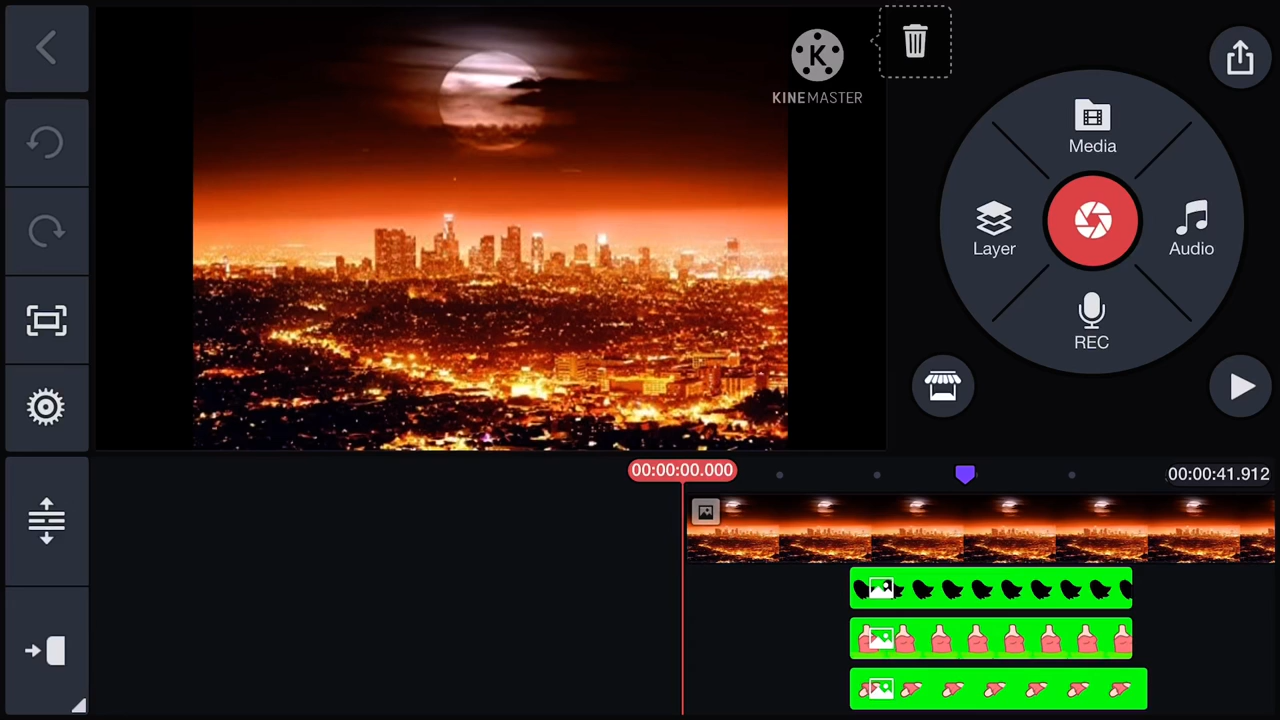 K
KINEMASTER
Media
Layer
Audio
REC
00:00:00.000
00:00:41.912